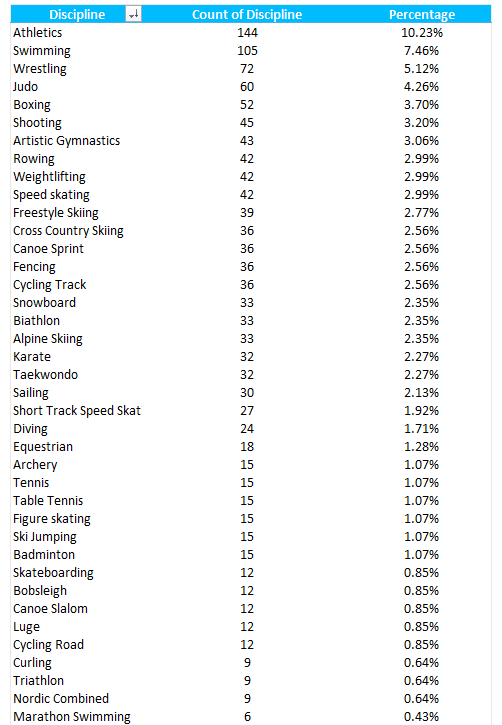 Discipline Count of Discipline Percentage
Athletics 144 10.23%
Swimming 105 7.46%
Wrestling 72 5.12%
Judo 60 4.26%
Boxing 52 3.70%
Shooting 45 3.20%
Artistic Gymnastics 43 3.06%
Rowing 42 2.99%
Weightlifting 42 2.99%
Speed skating 42 2.99%
Freestyle Skiing 39 2.77%
Cross Country Skiing 36 2.56%
Canoe Sprint 36 2.56%
Fencing 36 2.56%
Cycling Track 36 2.56%
Snowboard 33 2.35%
Biathlon 33 2.35%
Alpine Skiing 33 2.35%
Karate 32 2.27%
Taekwondo 32 2.27%
Sailing 30 2.13%
Short Track Speed Skat 27 1.92%
Diving 24 1.71%
Equestrian 18 1.28%
Archery 15 1.07%
Tennis 15 1.07%
Table Tennis 15 1.07%
Figure skating 15 1.07%
Ski Jumping 15 1.07%
Badminton 15 1.07%
Skateboarding 12 0.85%
Bobsleigh 12 0.85%
Canoe Slalom 12 0.85%
Luge 12 0.85%
Cycling Road 12 0.85%
Curling 9 0.64%
Triathlon 9 0.64%
Nordic Combined 9 0.64%
Marathon Swimming 6 0.43%